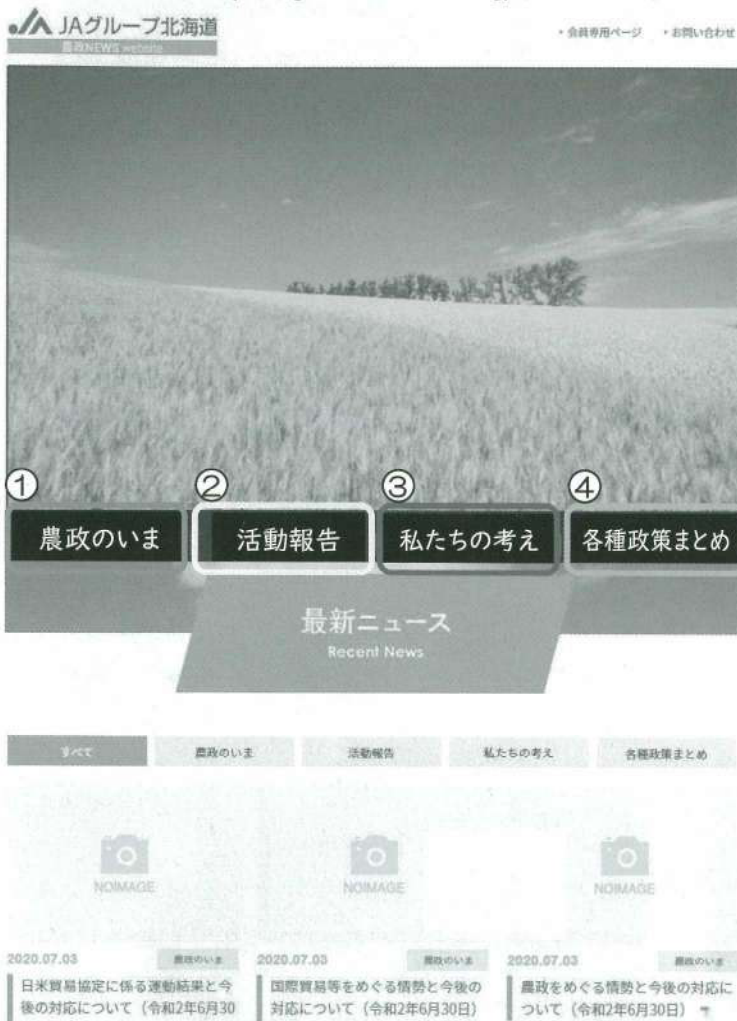 JAグループ北海道
農政NEWS website
・会員専用ページ ・お問い合わせ
① ② ③ ④
農政のいま 活動報告 私たちの考え 各種政策まとめ
最新ニュース
Recent News
すべて 農政のいま 活動報告 私たちの考え 各種政策まとめ
NOIMAGE NOIMAGE NOIMAGE
2020.07.03 農政のいま 2020.07.03 農政のいま 2020.07.03 農政のいま
日米貿易協定に係る運動結果と今
後の対応について（令和2年6月30
国際貿易等をめぐる情勢と今後の
対応について（令和2年6月30日）
農政をめぐる情勢と今後の対応に
ついて（令和2年6月30日）